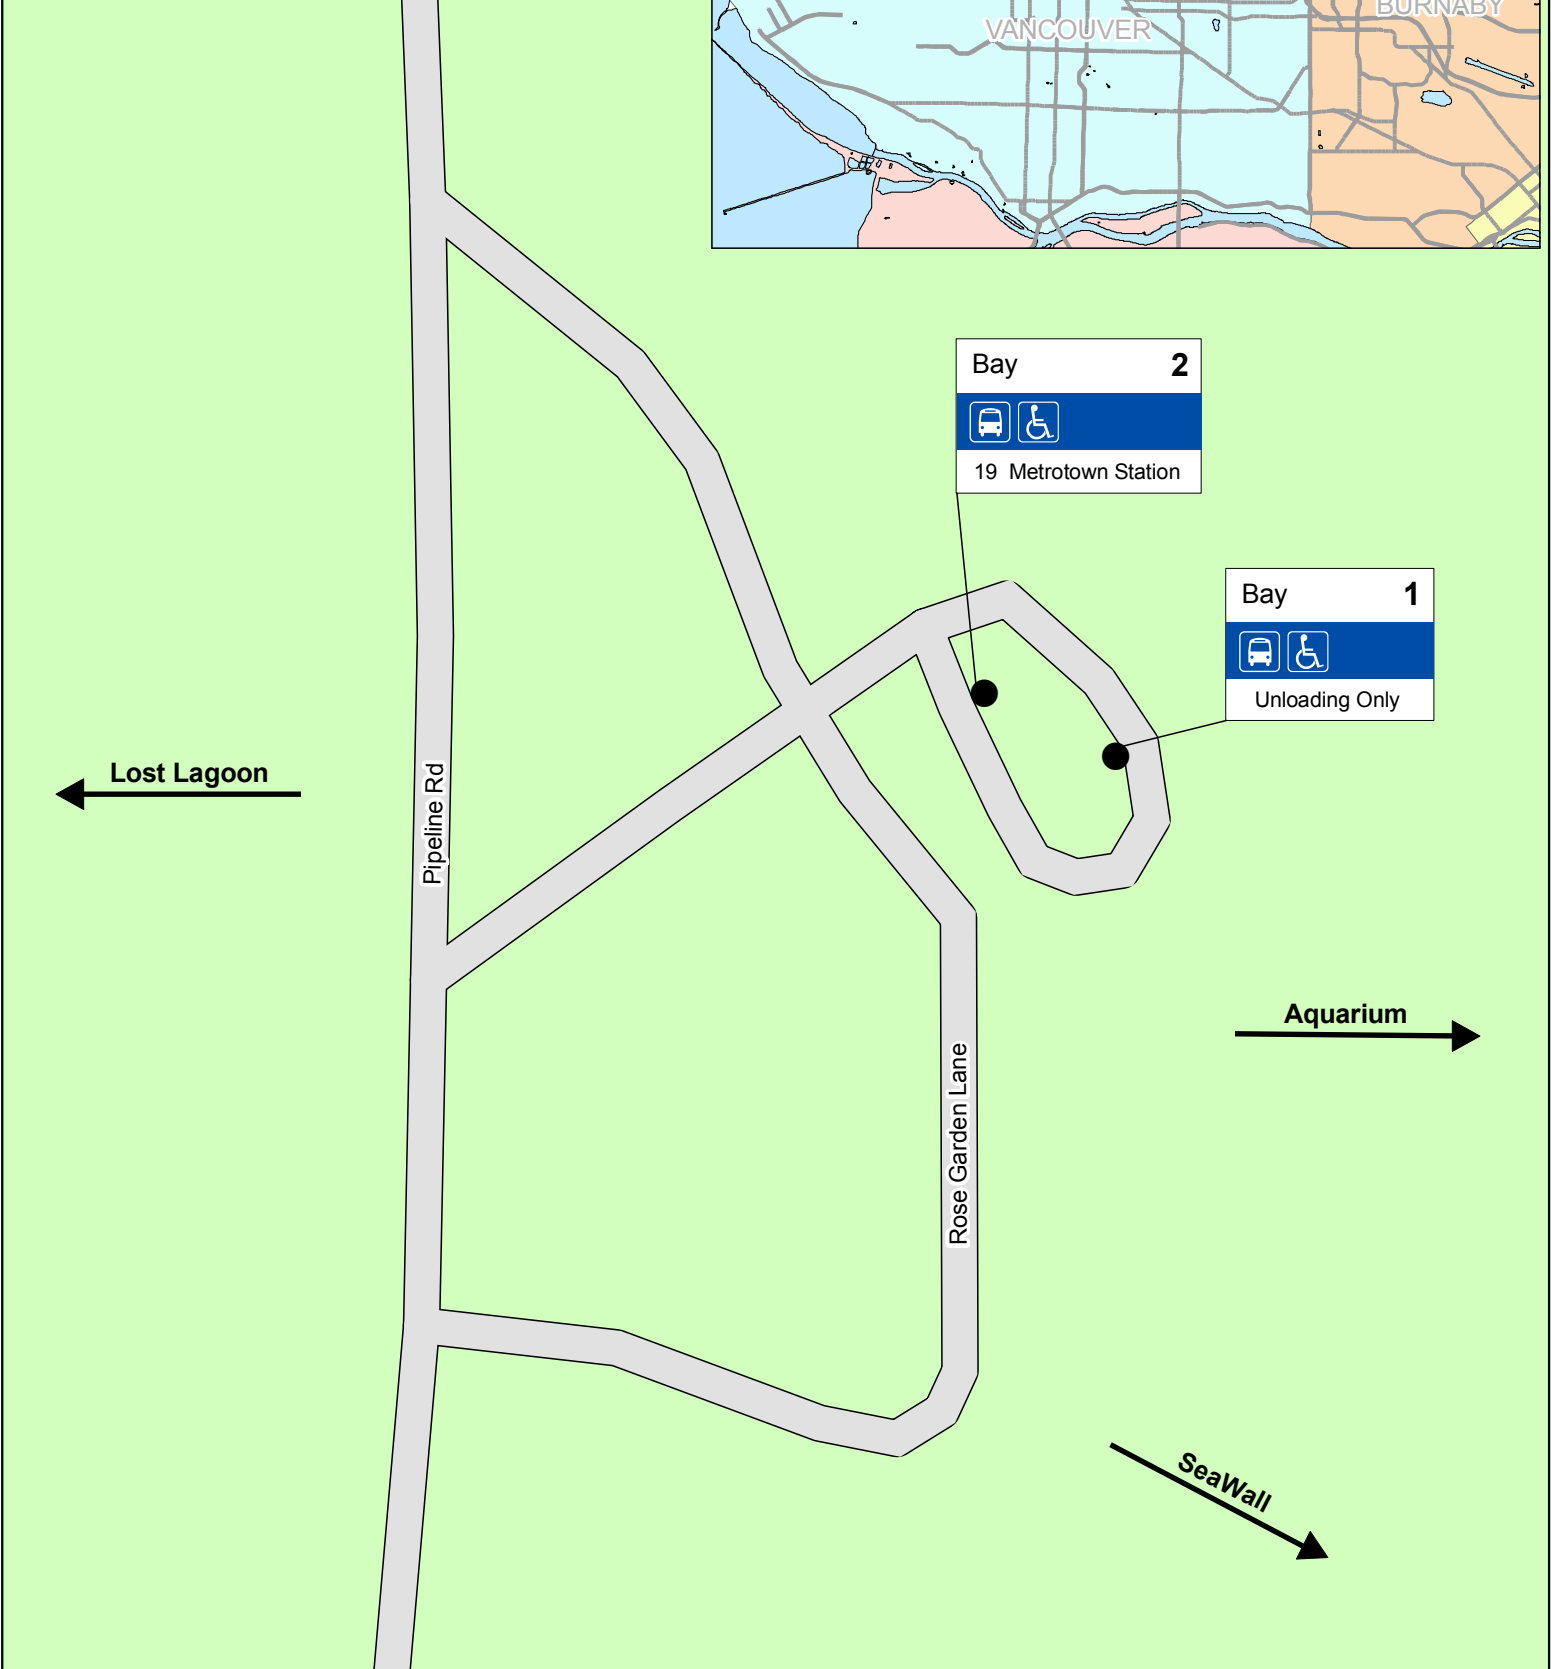 BURNABY
VANCOUVER
Bay 2
19 Metrotown Station
Bay 1
Unloading Only
Lost Lagoon
Pipeline Rd
Aquarium
Rose Garden Lane
SeaWall